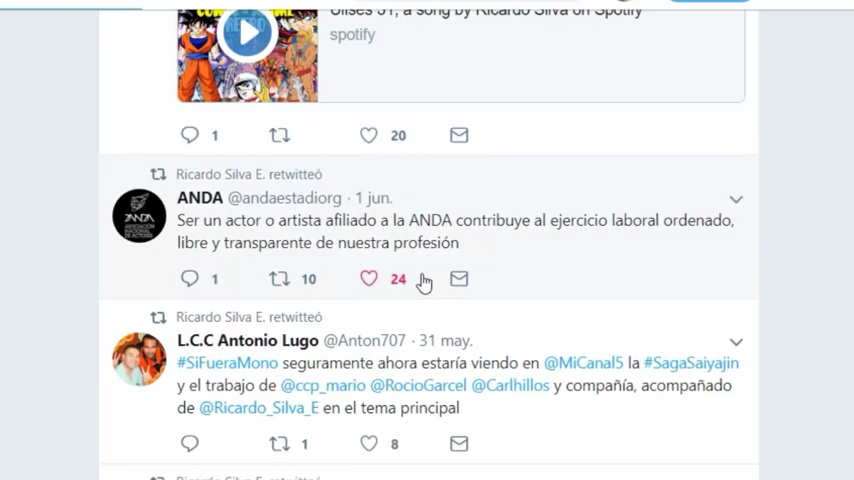 Ulises 31, a song by Ricardo Silva on Spotify
spotify
1
20
Ricardo Silva E. retwitteó
ANDA @andaestadiorg · 1 jun.
Ser un actor o artista afiliado a la ANDA contribuye al ejercicio laboral ordenado,
libre y transparente de nuestra profesión
1 10 24
Ricardo Silva E. retwitteó
L.C.C Antonio Lugo @Anton707 · 31 may.
#SiFueraMono seguramente ahora estaría viendo en @MiCanal5 la #SagaSaiyajin
y el trabajo de @ccp_mario @RocioGarcel @Carlhillos y compañía, acompañado
de @Ricardo_Silva_E en el tema principal
1 8
Ricardo Silva E. retwitteó